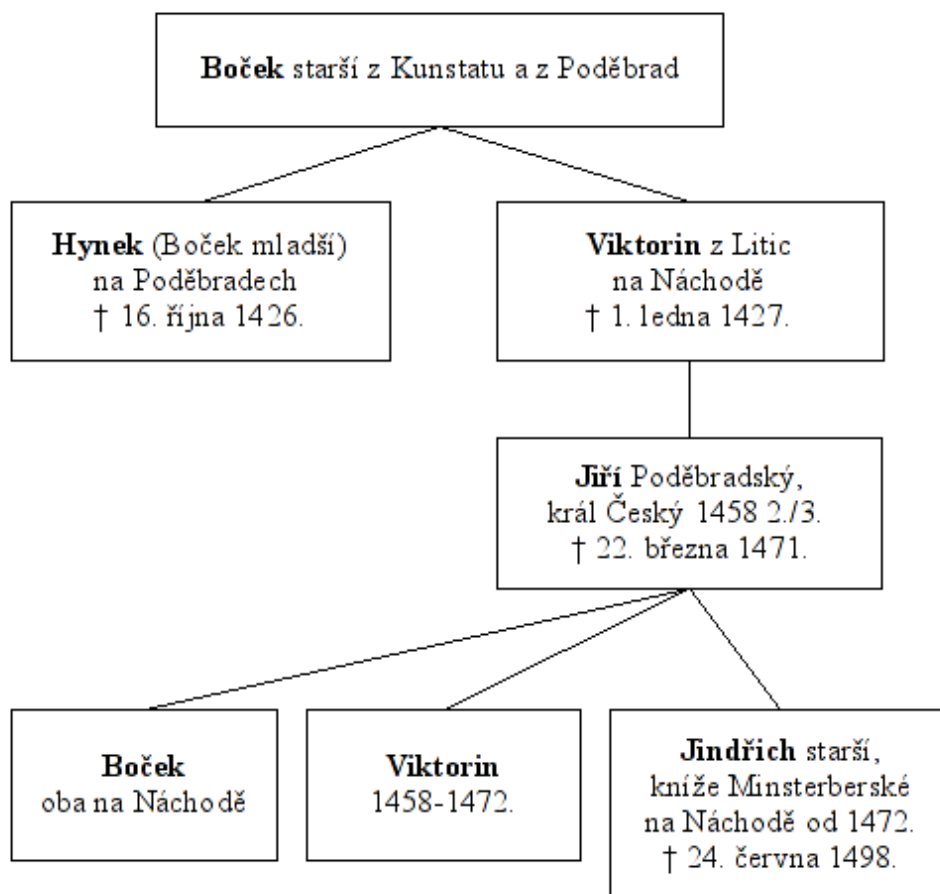 Boček starší z Kunstatu a z Poděbrad
Hynek (Boček mladší)
na Poděbradech
† 16. října 1426.
Viktorin z Litic
na Náchodě
† 1. ledna 1427.
Jiří Poděbradský,
král Český 1458 2./3.
† 22. března 1471.
Boček
oba na Náchodě
Viktorin
1458-1472.
Jindřich starší,
kníže Minsterberské
na Náchodě od 1472.
† 24. června 1498.